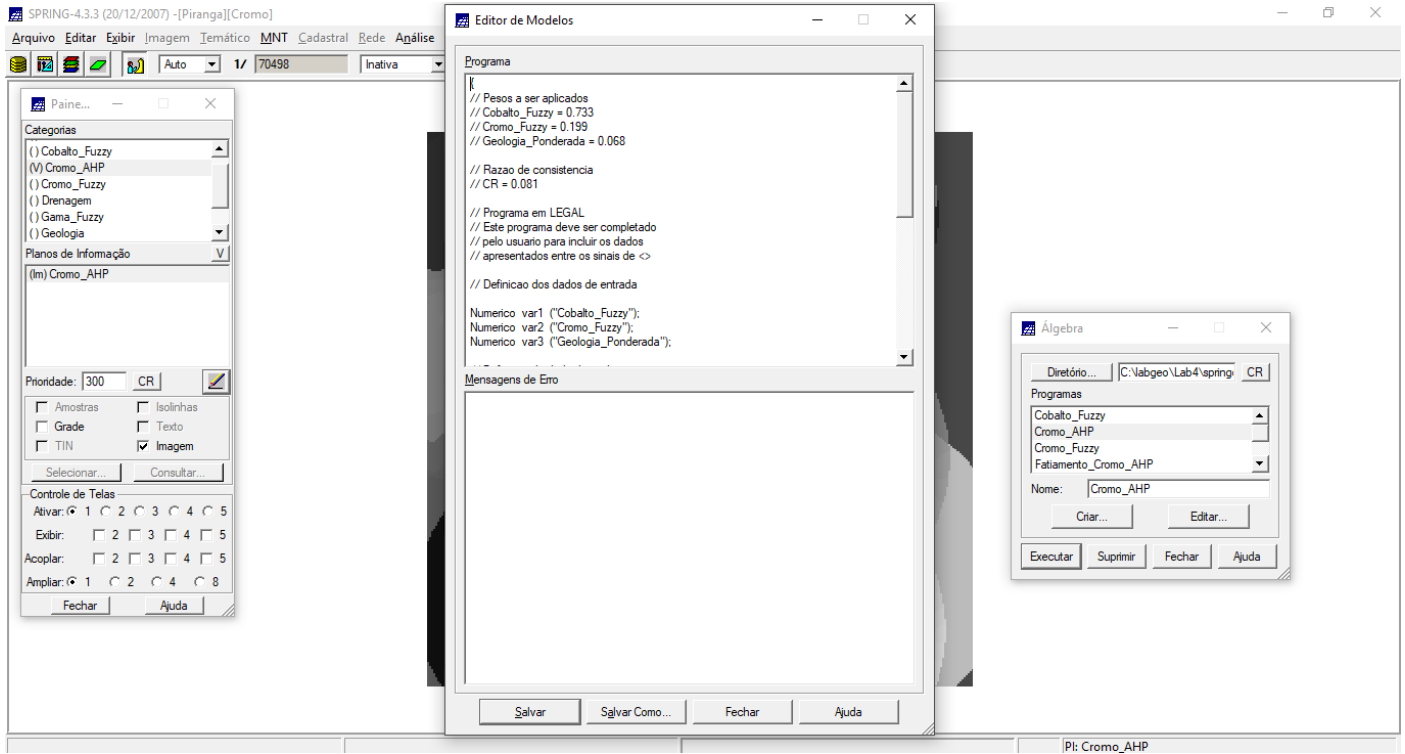 SPRING-4.3.3 (20/12/2007) -[Piranga][Cromo]
Arquivo Editar Exibir Imagem Temático MNT Cadastral Rede Análise
Auto 1/ 70498 Inativa
Paine...
Categorias
( ) Cobalto_Fuzzy
(V) Cromo_AHP
( ) Cromo_Fuzzy
( ) Drenagem
( ) Gama_Fuzzy
( ) Geologia
Planos de Informação V
(Im) Cromo_AHP
Prioridade: 300 CR
Amostras Isolinhas
Grade Texto
TIN Imagem
Selecionar... Consultar...
Controle de Telas
Ativar: 1 2 3 4 5
Exibir: 2 3 4 5
Acoplar: 2 3 4 5
Ampliar: 1 2 4 8
Fechar Ajuda
Editor de Modelos
Programa
{
// Pesos a ser aplicados
// Cobalto_Fuzzy = 0.733
// Cromo_Fuzzy = 0.199
// Geologia_Ponderada = 0.068
// Razao de consistencia
// CR = 0.081
// Programa em LEGAL
// Este programa deve ser completado
// pelo usuario para incluir os dados
// apresentados entre os sinais de <>
// Definicao dos dados de entrada
Numerico var1 ("Cobalto_Fuzzy");
Numerico var2 ("Cromo_Fuzzy");
Numerico var3 ("Geologia_Ponderada");
Mensagens de Erro
Salvar Salvar Como... Fechar Ajuda
Álgebra
Diretório... C:\labgeo\Lab4\spring CR
Programas
Cobalto_Fuzzy
Cromo_AHP
Cromo_Fuzzy
Fatiamento_Cromo_AHP
Nome: Cromo_AHP
Criar... Editar...
Executar Suprimir Fechar Ajuda
PI: Cromo_AHP